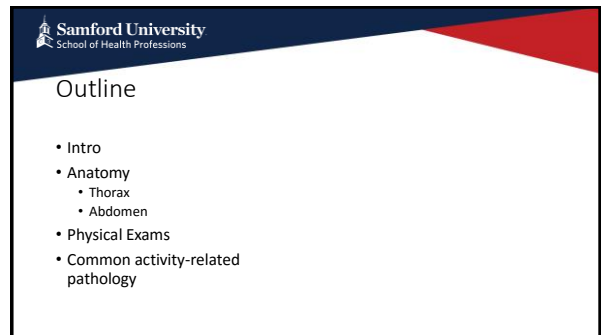 Samford University
School of Health Professions
Outline
• Intro
• Anatomy
• Thorax
• Abdomen
• Physical Exams
• Common activity-related
pathology